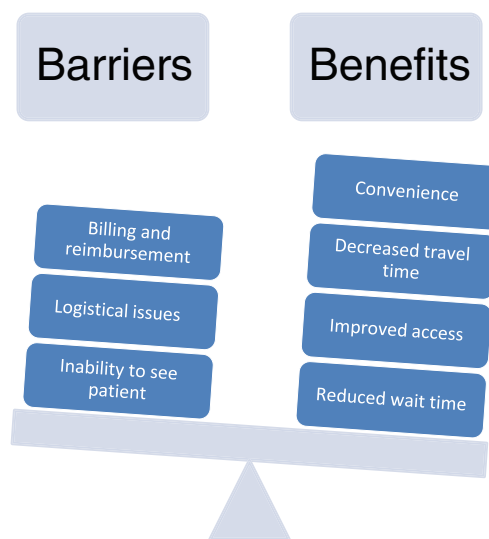 Barriers
Benefits
Billing and
reimbursement
Logistical issues
Inability to see
patient
Convenience
Decreased travel
time
Improved access
Reduced wait time